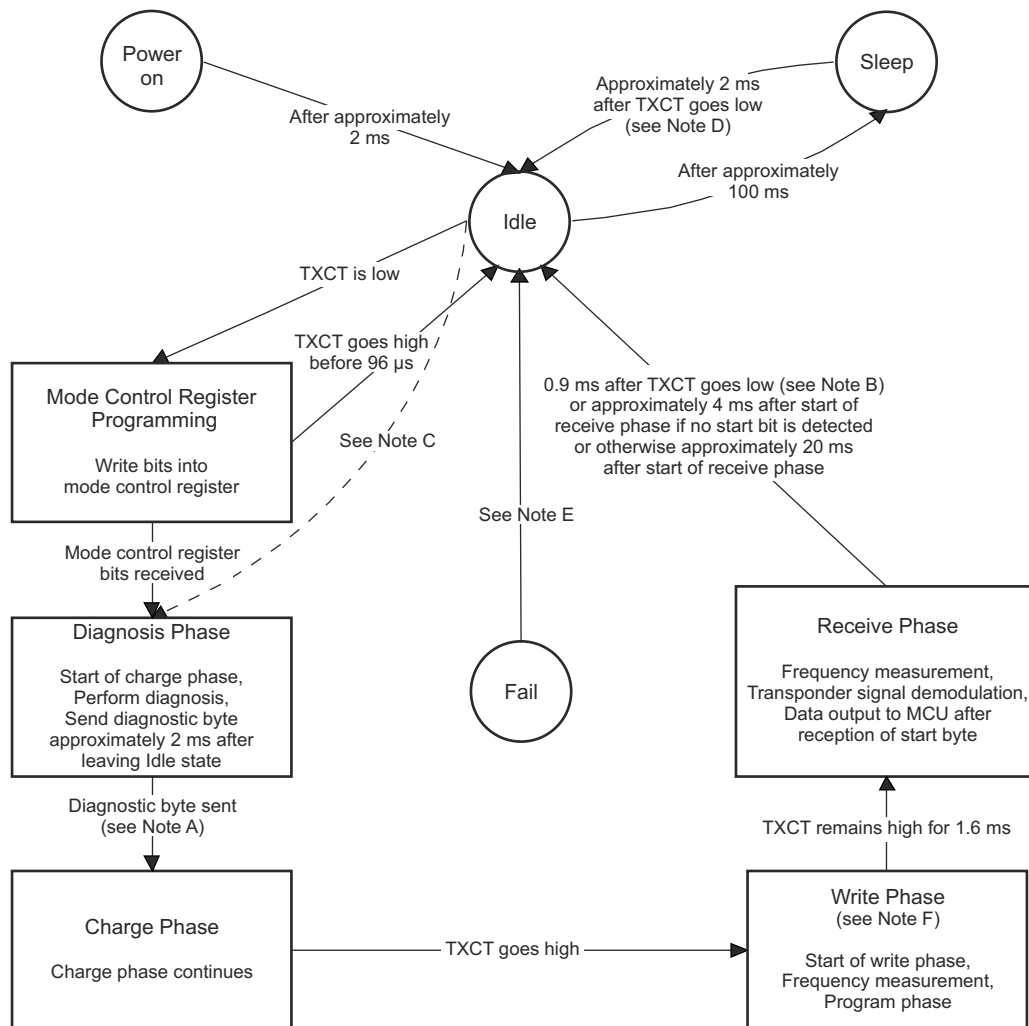 Power
on
Sleep
Approximately 2 ms
after TXCT goes low
(see Note D)
After approximately
2 ms
After approximately
100 ms
Idle
TXCT is low
TXCT goes high
before 96 µs
Mode Control Register
Programming
Write bits into
mode control register
0.9 ms after TXCT goes low (see Note B)
or approximately 4 ms after start of
receive phase if no start bit is detected
or otherwise approximately 20 ms
after start of receive phase
See Note C
See Note E
Mode control register
bits received
Diagnosis Phase
Start of charge phase,
Perform diagnosis,
Send diagnostic byte
approximately 2 ms after
leaving Idle state
Fail
Receive Phase
Frequency measurement,
Transponder signal demodulation,
Data output to MCU after
reception of start byte
Diagnostic byte sent
(see Note A)
TXCT remains high for 1.6 ms
Charge Phase
Charge phase continues
TXCT goes high
Write Phase
(see Note F)
Start of write phase,
Frequency measurement,
Program phase